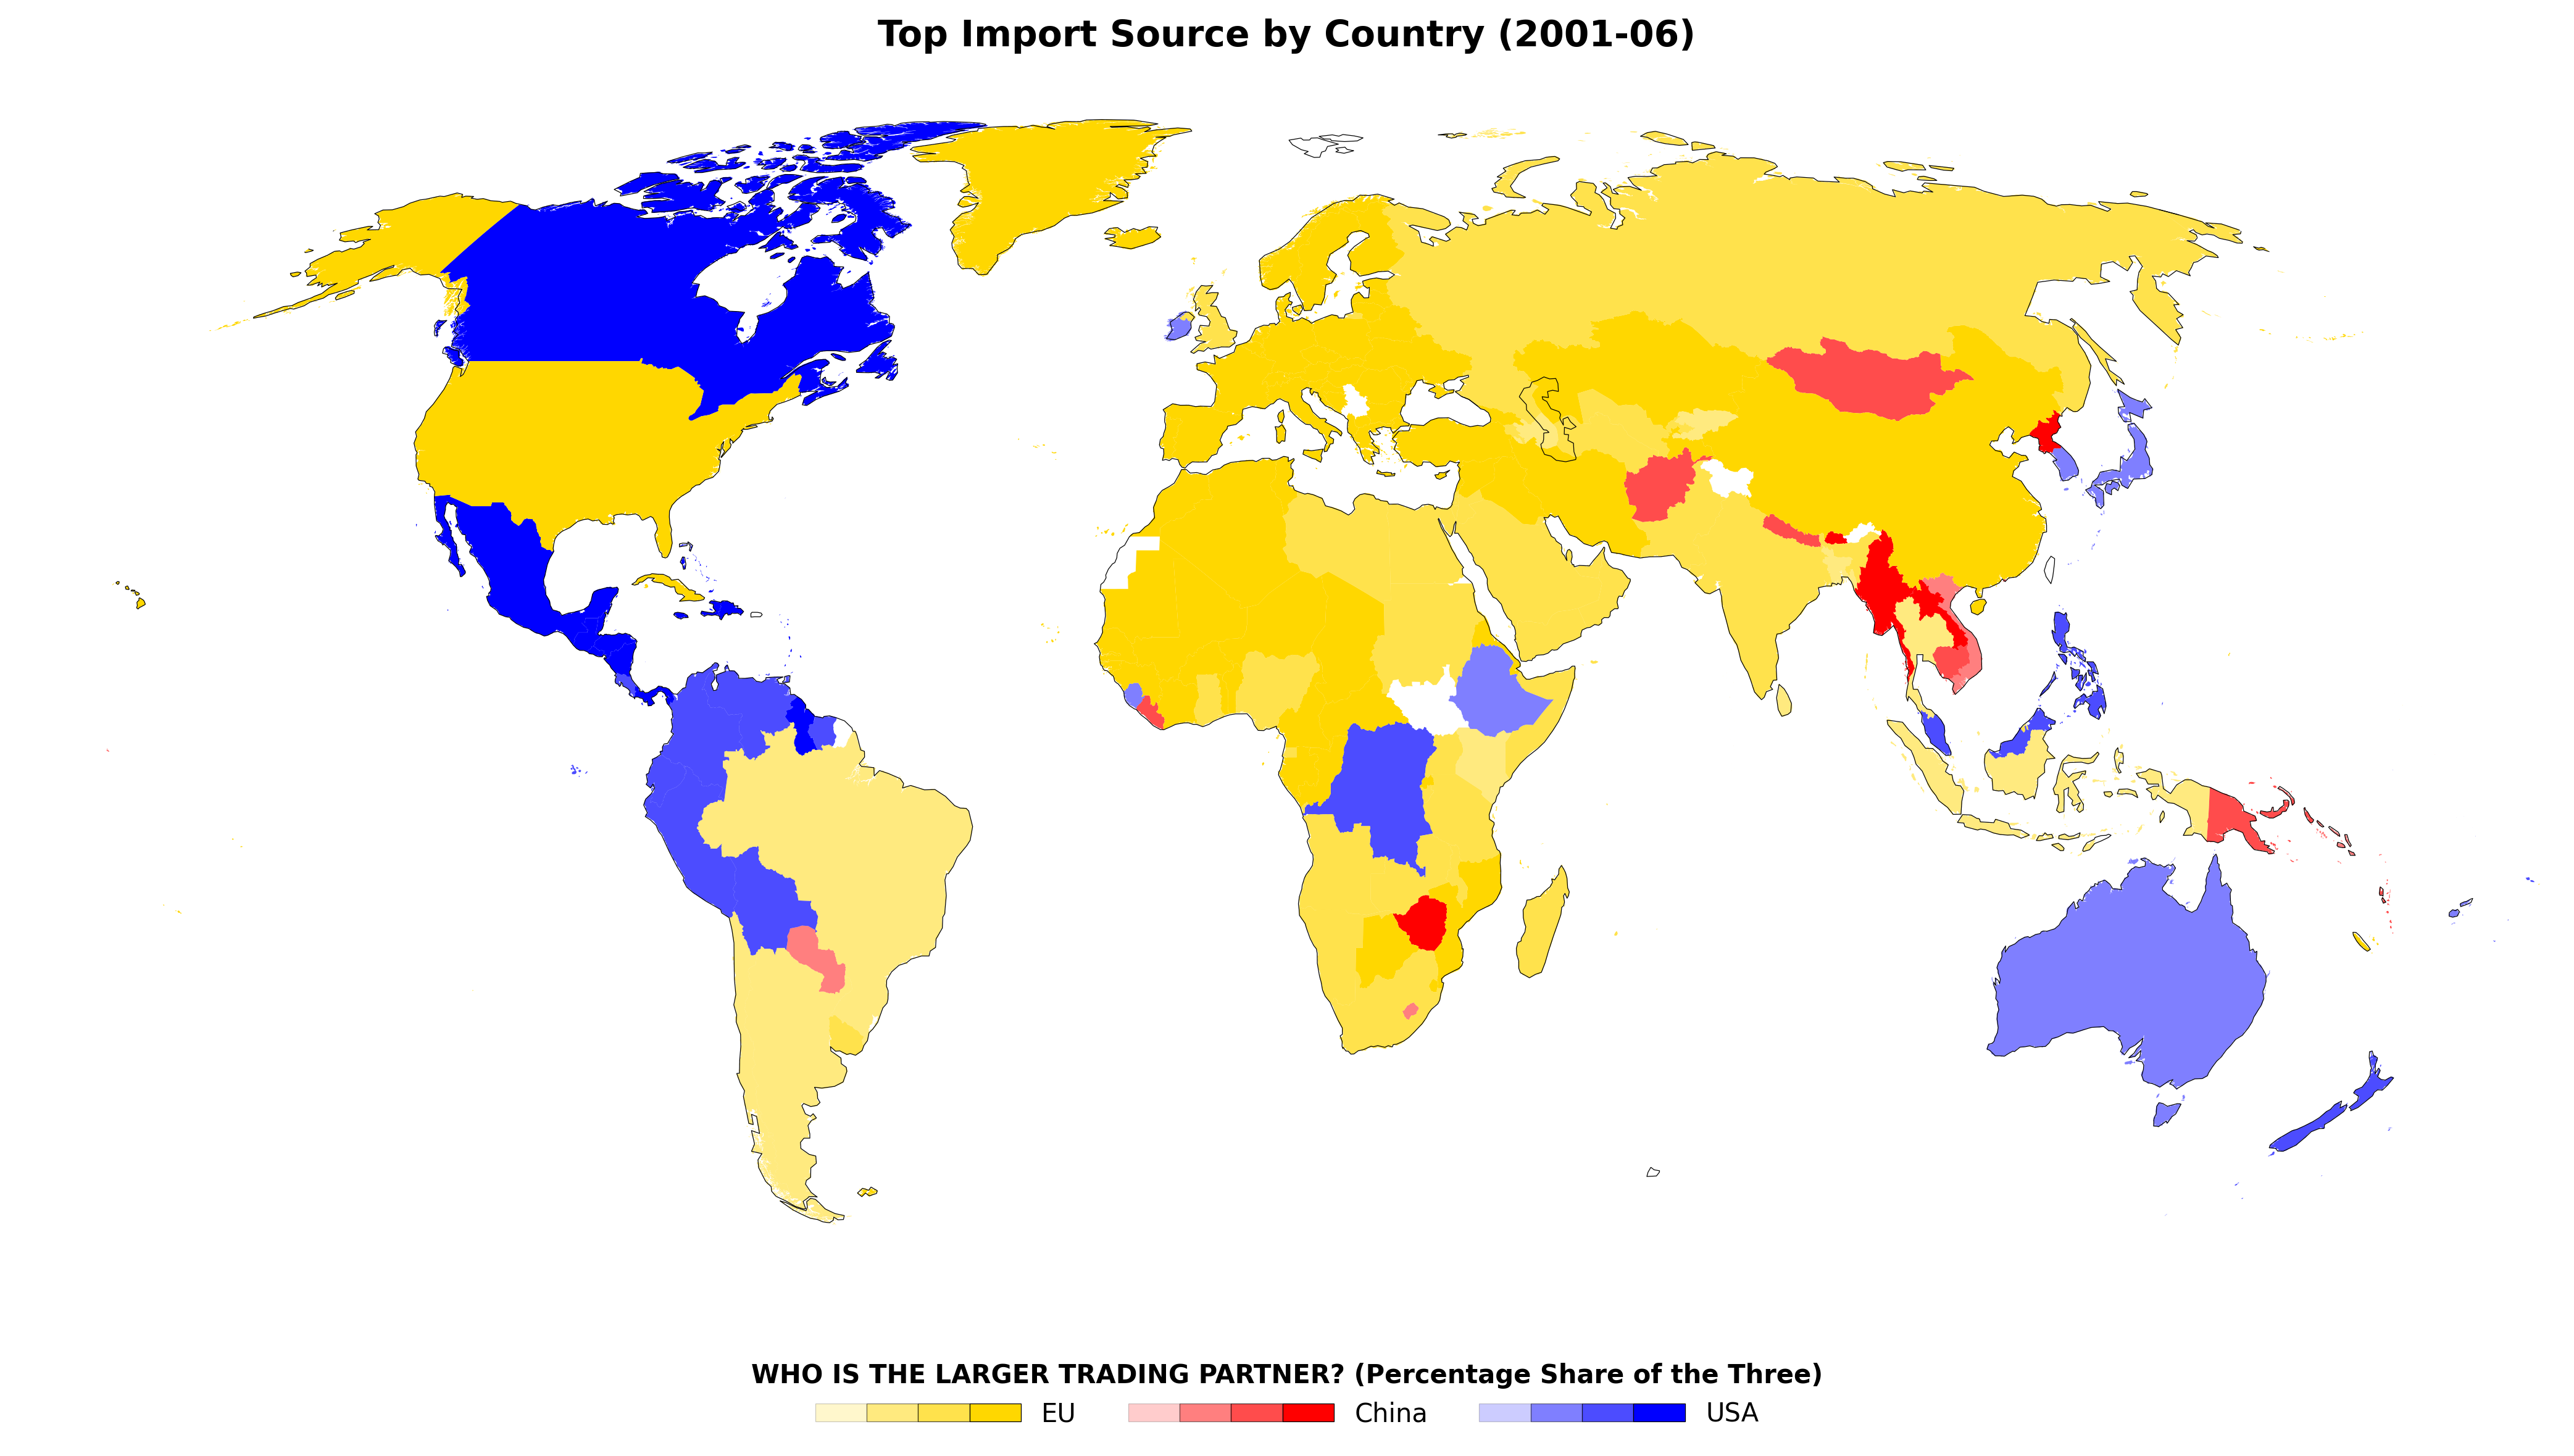 Top Import Source by Country (2001-06)
WHO IS THE LARGER TRADING PARTNER? (Percentage Share of the Three)
EU China USA